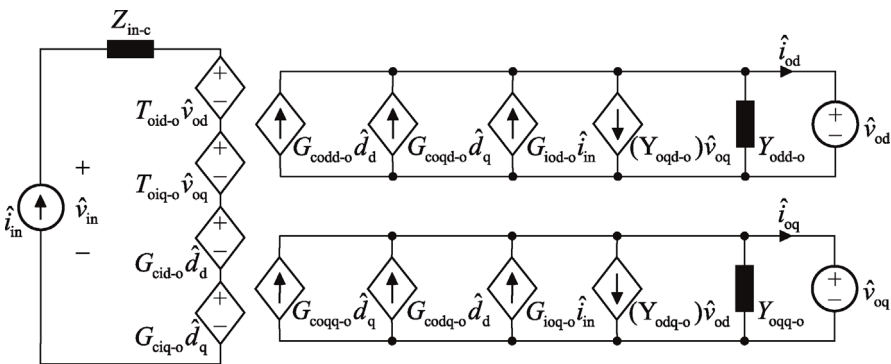 Z_in-c
+
−
T_oid-o v̂_od
+
−
T_oiq-o v̂_oq
+
−
G_cid-o d̂_d
+
−
G_ciq-o d̂_q
î_in
+
v̂_in
−
î_od
G_codd-o d̂_d
G_coqd-o d̂_q
G_iod-o î_in
(Y_oqd-o)v̂_oq
Y_odd-o
+
−
v̂_od
î_oq
G_coqq-o d̂_q
G_codq-o d̂_d
G_ioq-o î_in
(Y_odq-o)v̂_od
Y_oqq-o
+
−
v̂_oq